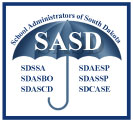 School Administrators of South Dakota
SASD
SDSSA SDAESP
SDASBO SDASSP
SDASCD SDCASE